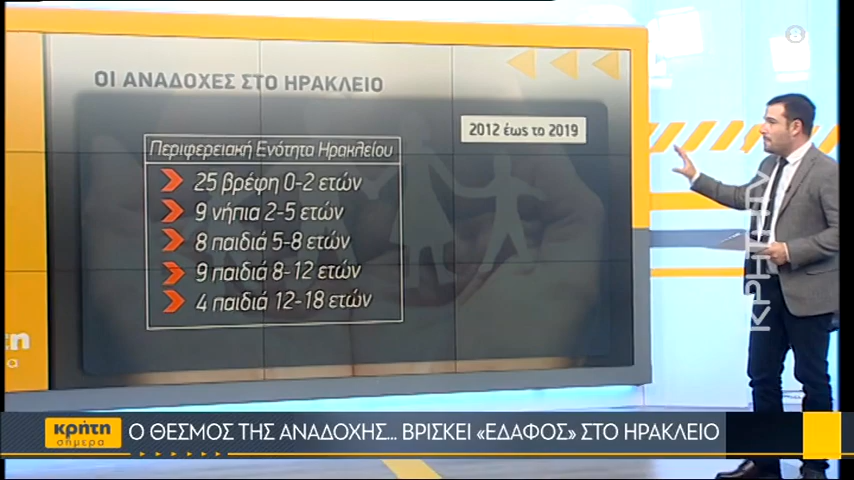 ΟΙ ΑΝΑΔΟΧΕΣ ΣΤΟ ΗΡΑΚΛΕΙΟ
2012 έως το 2019
Περιφερειακή Ενότητα Ηρακλείου
25 βρέφη 0-2 ετών
9 νήπια 2-5 ετών
8 παιδιά 5-8 ετών
9 παιδιά 8-12 ετών
4 παιδιά 12-18 ετών
ΚΡΗΤΗTV
8
κρήτη
σήμερα
Ο ΘΕΣΜΟΣ ΤΗΣ ΑΝΑΔΟΧΗΣ... ΒΡΙΣΚΕΙ «ΕΔΑΦΟΣ» ΣΤΟ ΗΡΑΚΛΕΙΟ